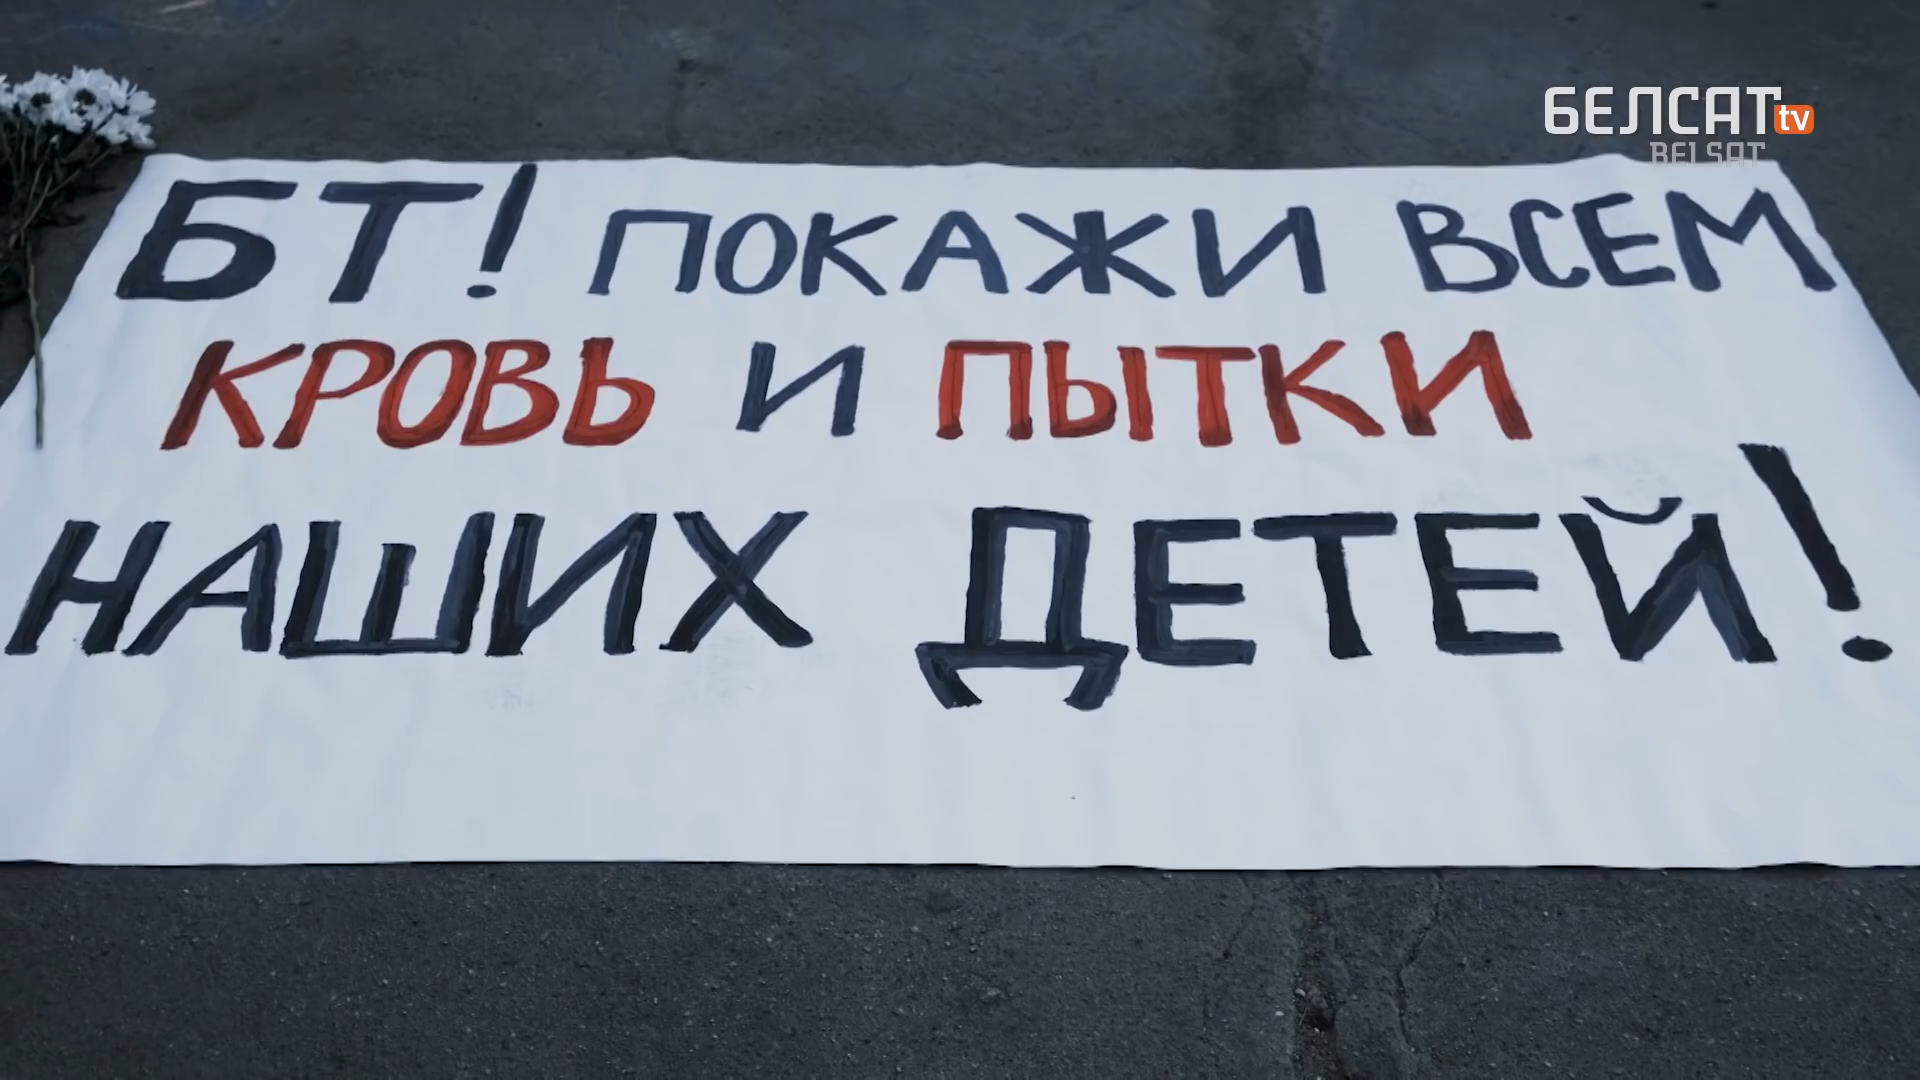 БЕЛСАТ tv
BELSAT
БТ! ПОКАЖИ ВСЕМ
КРОВЬ И ПЫТКИ
НАШИХ ДЕТЕЙ!